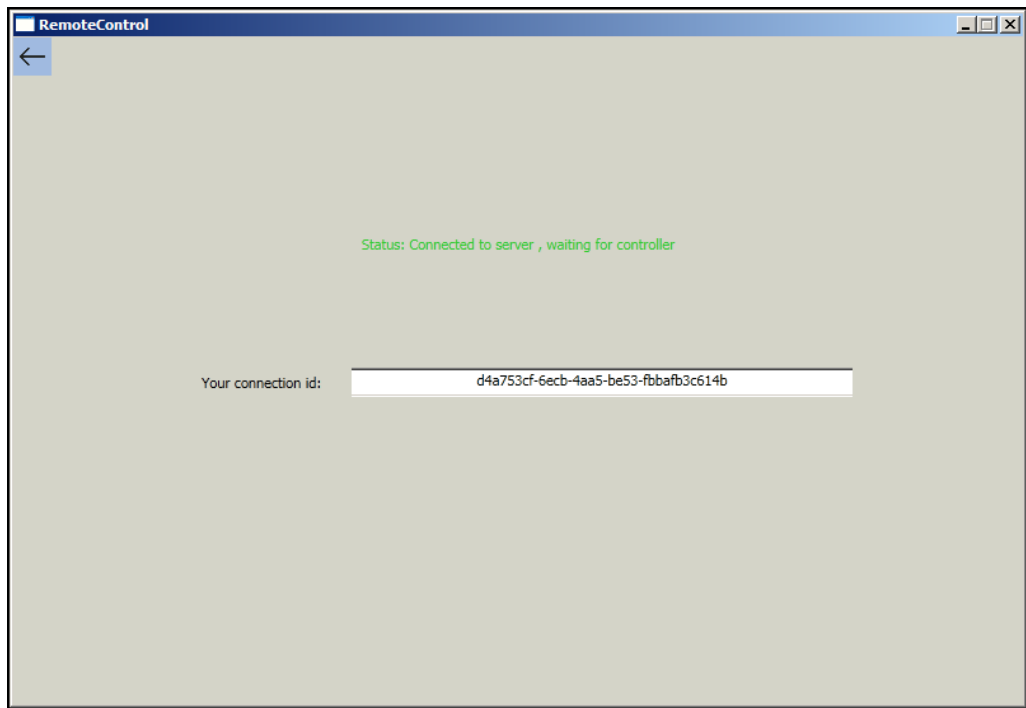 RemoteControl
Status: Connected to server , waiting for controller
Your connection id: d4a753cf-6ecb-4aa5-be53-fbbafb3c614b